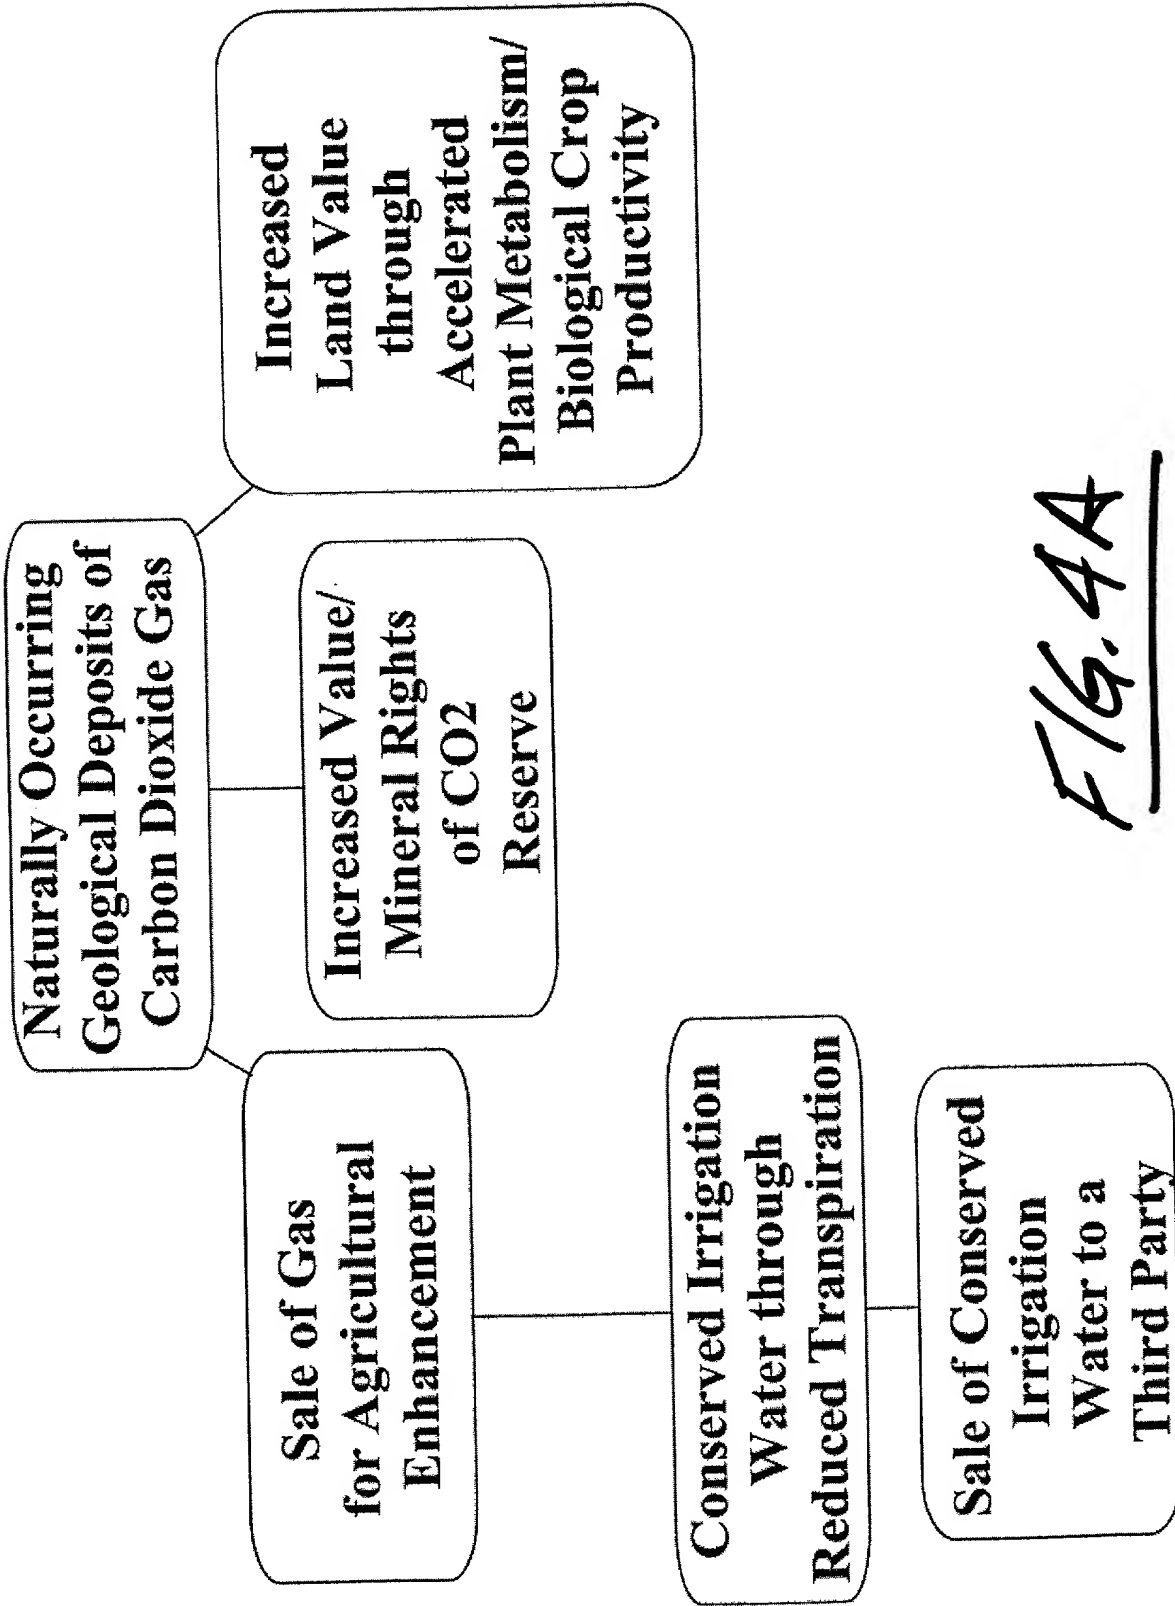 Naturally Occurring
Geological Deposits of
Carbon Dioxide Gas
Sale of Gas
for Agricultural
Enhancement
Increased Value/
Mineral Rights
of CO2
Reserve
Increased
Land Value
through
Accelerated
Plant Metabolism/
Biological Crop
Productivity
Conserved Irrigation
Water through
Reduced Transpiration
Sale of Conserved
Irrigation
Water to a
Third Party
FIG. 4A